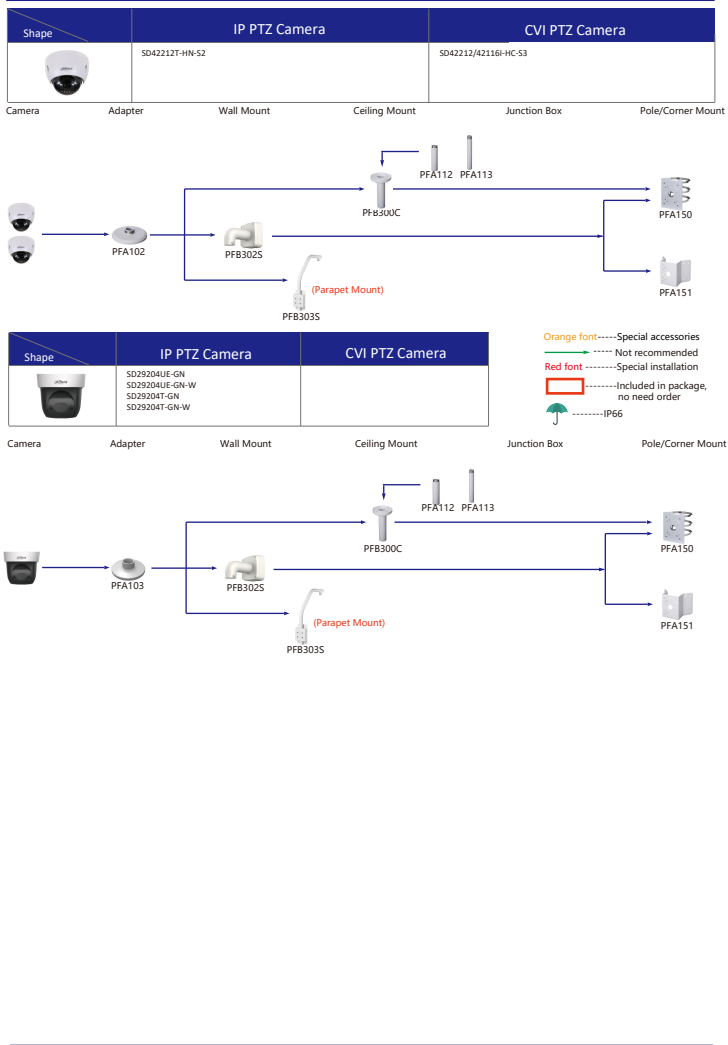 Shape
IP PTZ Camera
CVI PTZ Camera
SD42212T-HN-S2
SD42212/42116I-HC-S3
Camera
Adapter
Wall Mount
Ceiling Mount
Junction Box
Pole/Corner Mount
PFA112
PFA113
PFB300C
PFA150
PFA102
PFB302S
(Parapet Mount)
PFA151
PFB303S
Shape
IP PTZ Camera
CVI PTZ Camera
SD29204UE-GN
SD29204UE-GN-W
SD29204T-GN
SD29204T-GN-W
Orange font-----Special accessories
----- Not recommended
Red font -------Special installation
--------Included in package,
no need order
--------IP66
Camera
Adapter
Wall Mount
Ceiling Mount
Junction Box
Pole/Corner Mount
PFA112
PFA113
PFB300C
PFA150
PFA103
PFB302S
(Parapet Mount)
PFA151
PFB303S